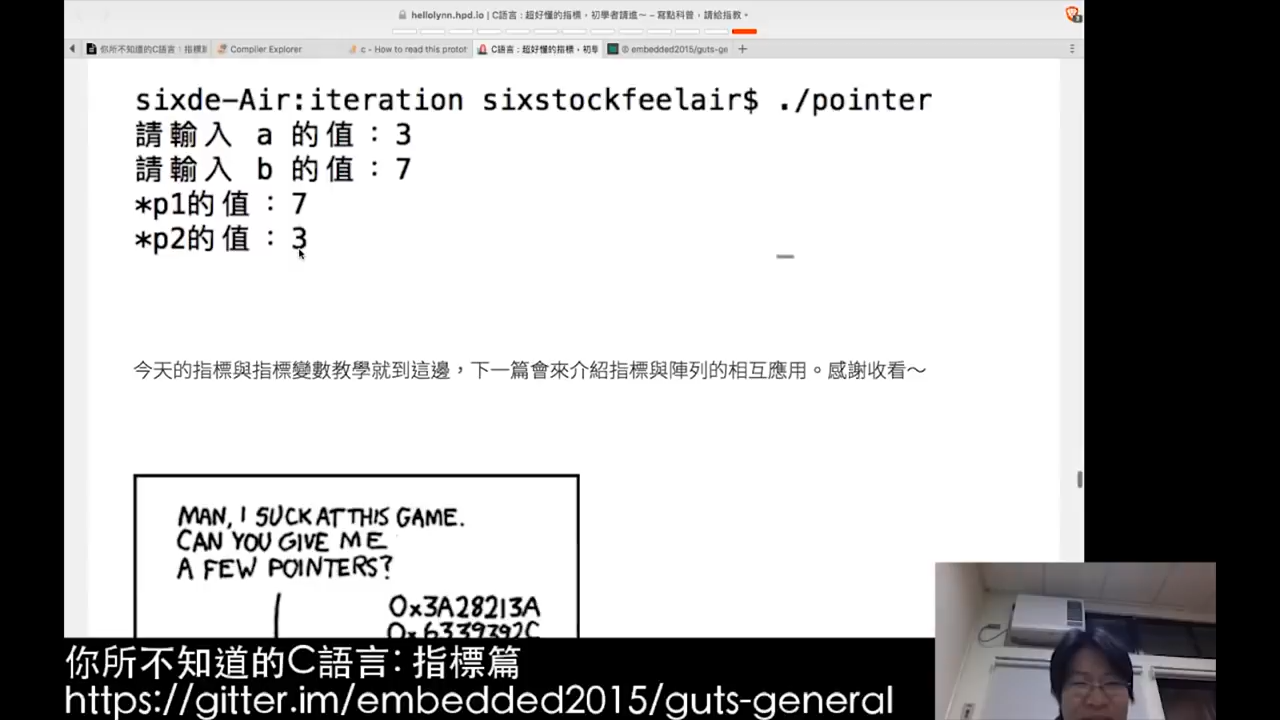 hellolynn.hpd.io | C語言 : 超好懂的指標，初學者請進～ – 寫點科普，請給指教。
你所不知道的C語言：指標
Compiler Explorer
c - How to read this protot
C語言 : 超好懂的指標，初
embedded2015/guts-ge
sixde-Air:iteration sixstockfeelair$ ./pointer
請輸入 a 的值：3
請輸入 b 的值：7
*p1的值：7
*p2的值：3
今天的指標與指標變數教學就到這邊，下一篇會來介紹指標與陣列的相互應用。感謝收看～
MAN, I SUCK AT THIS GAME.
CAN YOU GIVE ME
A FEW POINTERS?
0x3A28213A
0x6339392C
你所不知道的C語言: 指標篇
https://gitter.im/embedded2015/guts-general